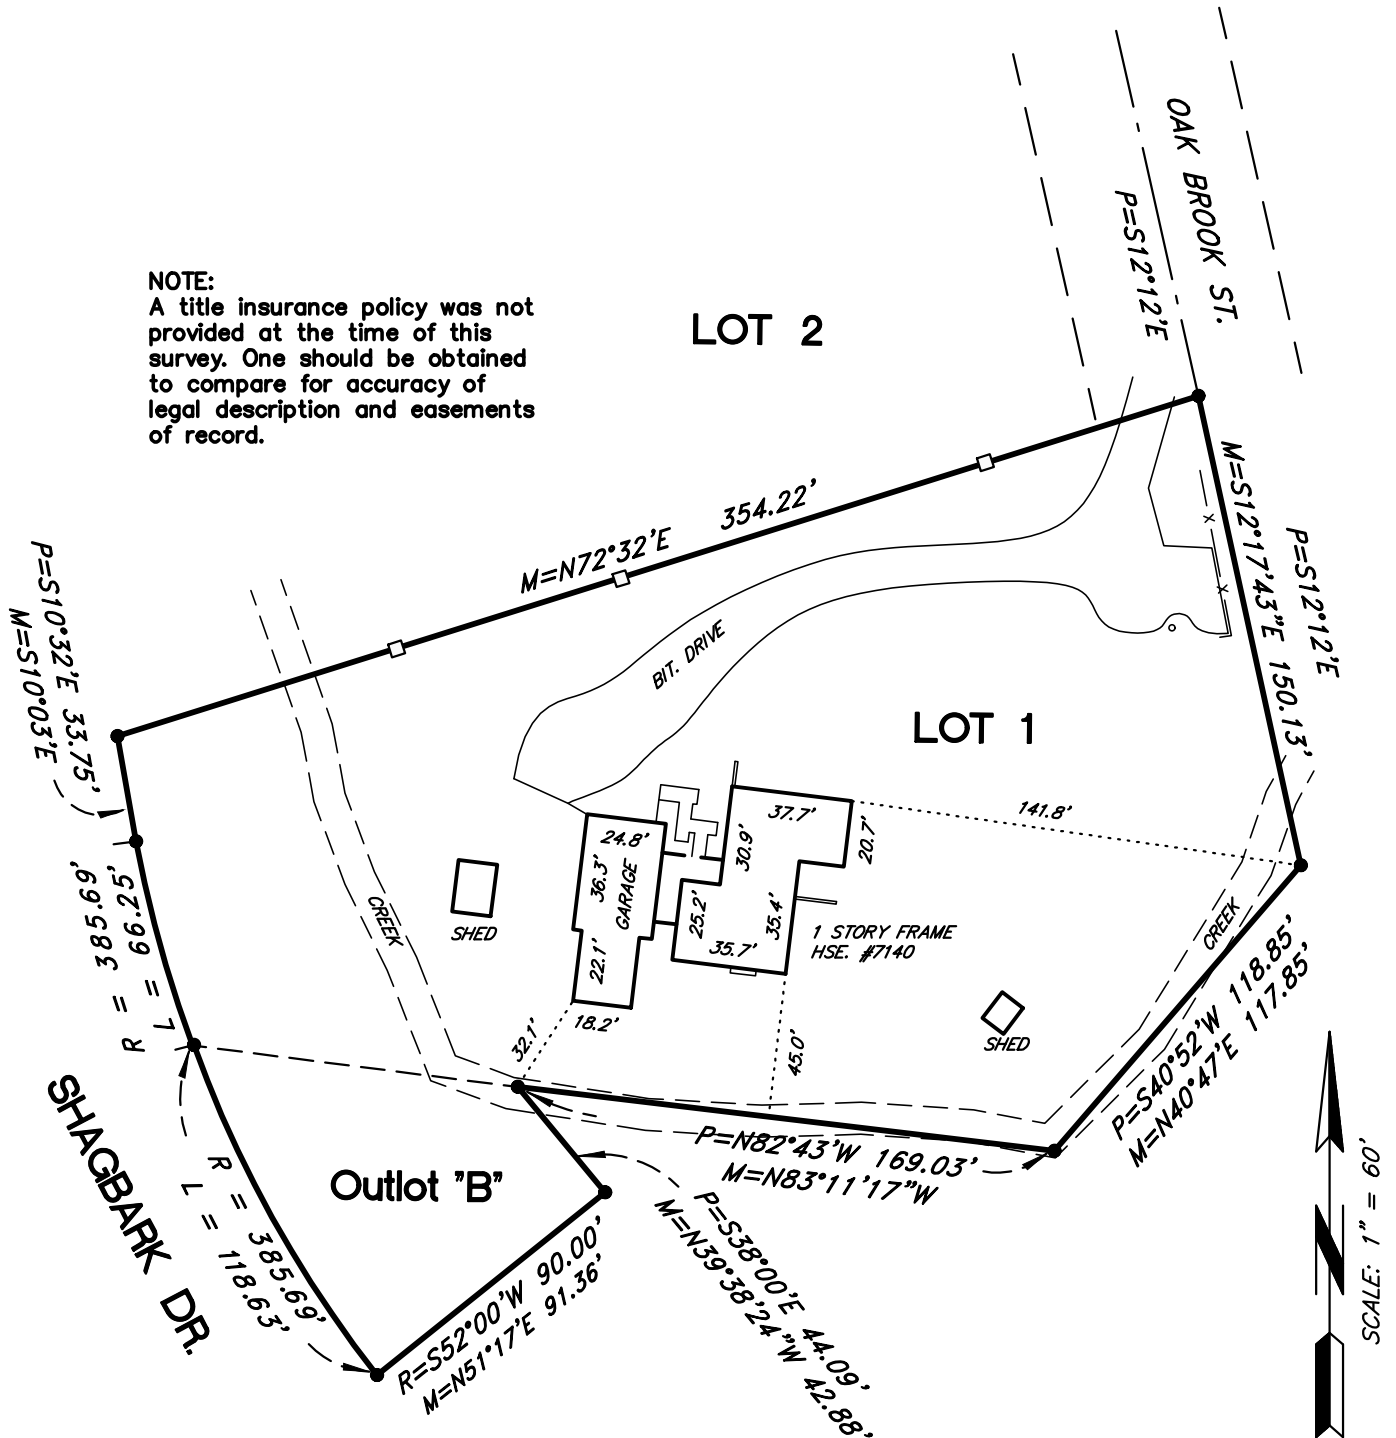 OAK BROOK ST.
P=S12°12'E
NOTE:
A title insurance policy was not
provided at the time of this
survey. One should be obtained
to compare for accuracy of
legal description and easements
of record.
LOT 2
M=N72°32'E 354.22'
M=S12°17'43"E 150.13'
P=S12°12'E
P=S10°32'E 33.75'
M=S10°03'E
BIT. DRIVE
LOT 1
37.7'
141.8'
24.8'
30.9'
20.7'
36.3'
GARAGE
25.2'
35.4'
35.7'
22.1'
18.2'
1 STORY FRAME
HSE. #7140
SHED
CREEK
CREEK
L = 66.25'
R = 385.69'
32.1'
45.0'
SHED
P=S40°52'W 118.85'
M=N40°47'E 117.85'
P=N82°43'W 169.03'
M=N83°11'17"W
SHAGBARK DR.
Outlot "B"
R = 385.69'
L = 118.63'
R=S52°00'W 90.00'
M=N51°17'E 91.36'
P=S38°00'E 44.09'
M=N39°38'24"W 42.88'
N
SCALE: 1" = 60'